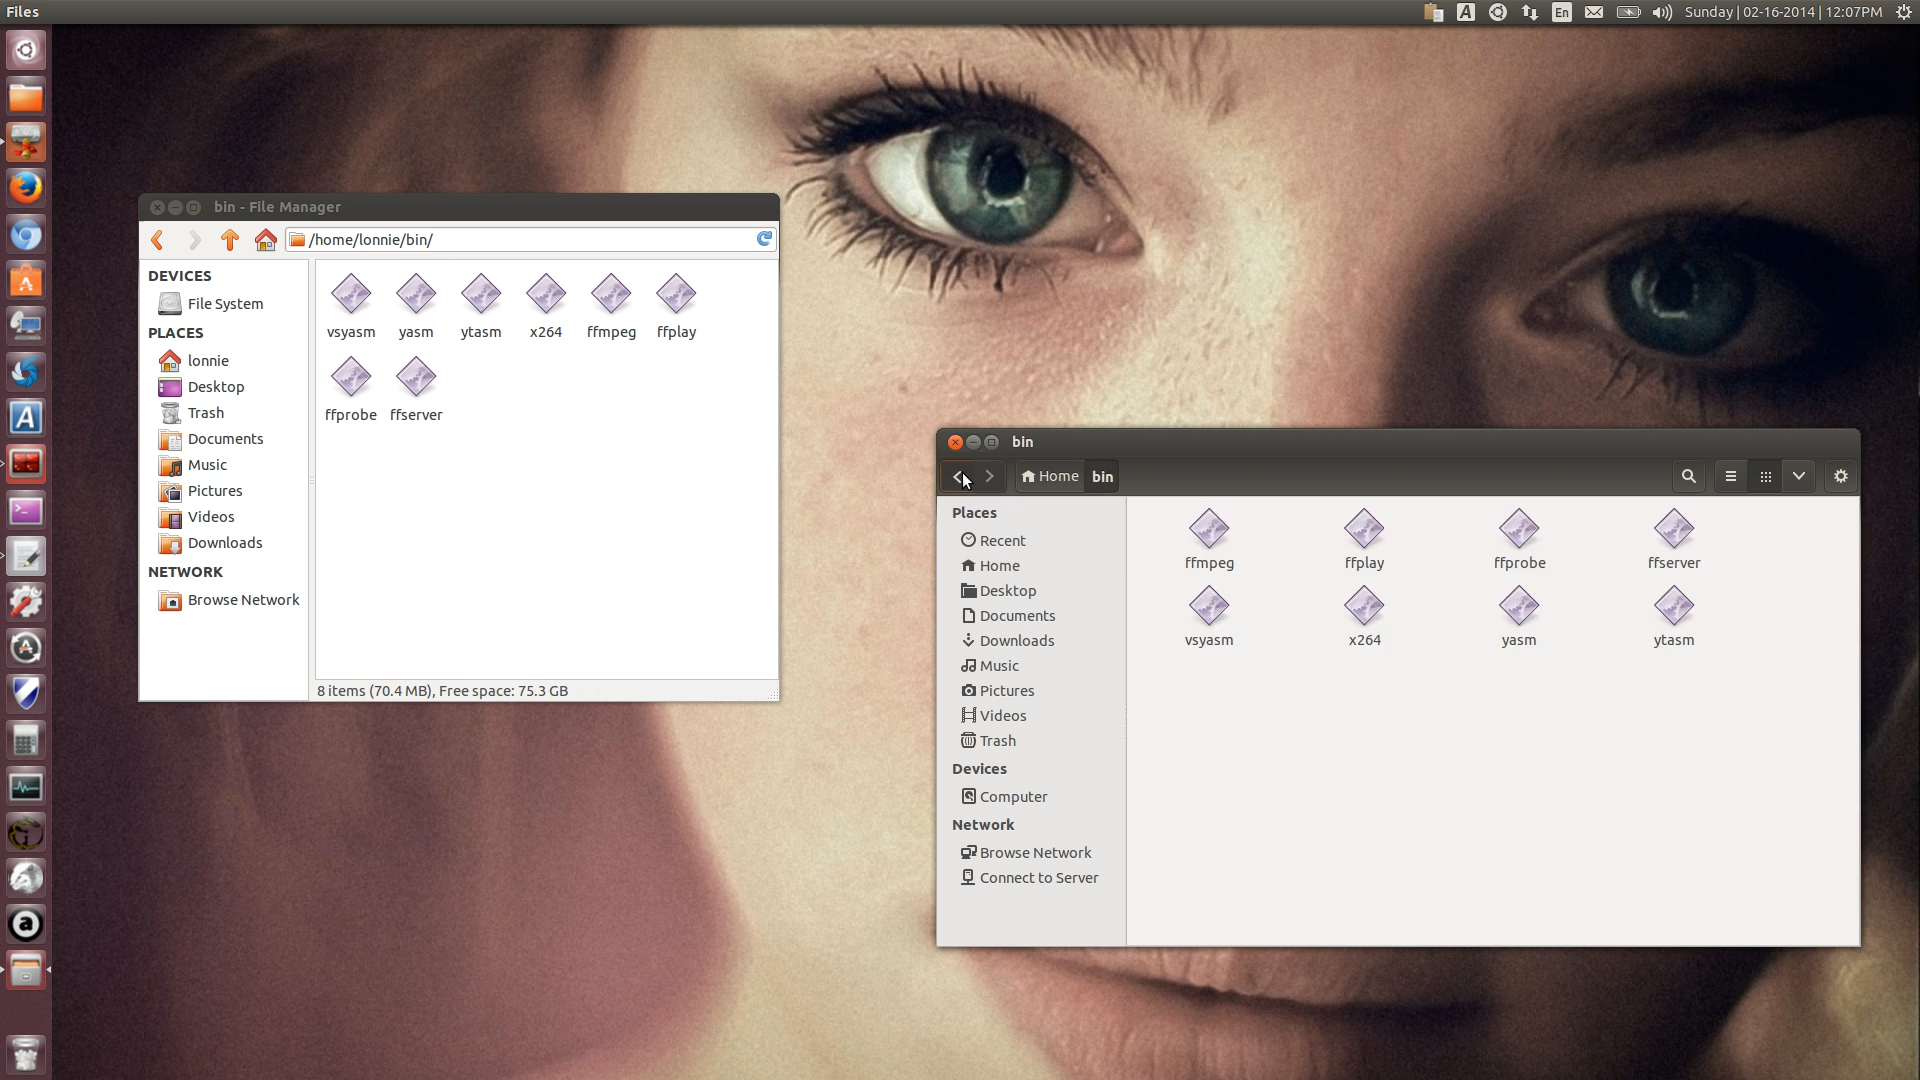 Files
En
Sunday | 02-16-2014 | 12:07PM
bin - File Manager
/home/lonnie/bin/
DEVICES
File System
PLACES
lonnie
Desktop
Trash
Documents
Music
Pictures
Videos
Downloads
NETWORK
Browse Network
vsyasm yasm ytasm x264 ffmpeg ffplay
ffprobe ffserver
8 items (70.4 MB), Free space: 75.3 GB
bin
Home bin
Places
Recent
Home
Desktop
Documents
Downloads
Music
Pictures
Videos
Trash
Devices
Computer
Network
Browse Network
Connect to Server
ffmpeg ffplay ffprobe ffserver
vsyasm x264 yasm ytasm